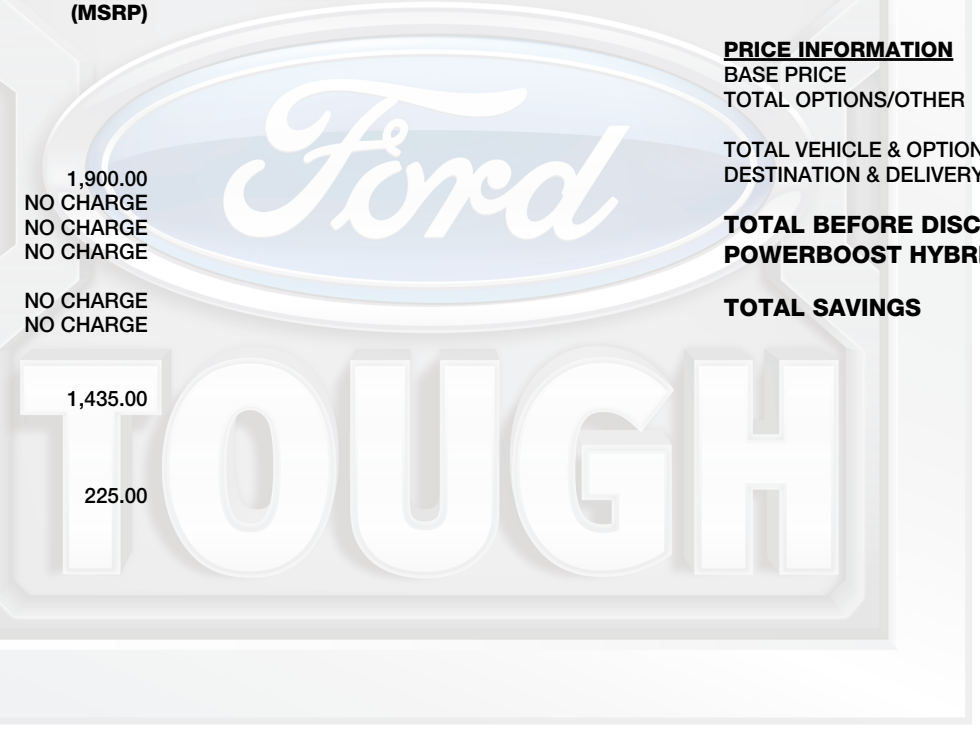 (MSRP)
1,900.00
NO CHARGE
NO CHARGE
NO CHARGE
NO CHARGE
NO CHARGE
1,435.00
225.00
PRICE INFORMATION
BASE PRICE
TOTAL OPTIONS/OTHER
TOTAL VEHICLE & OPTION
DESTINATION & DELIVERY
TOTAL BEFORE DISC
POWERBOOST HYBRI
TOTAL SAVINGS
Ford
TOUGH